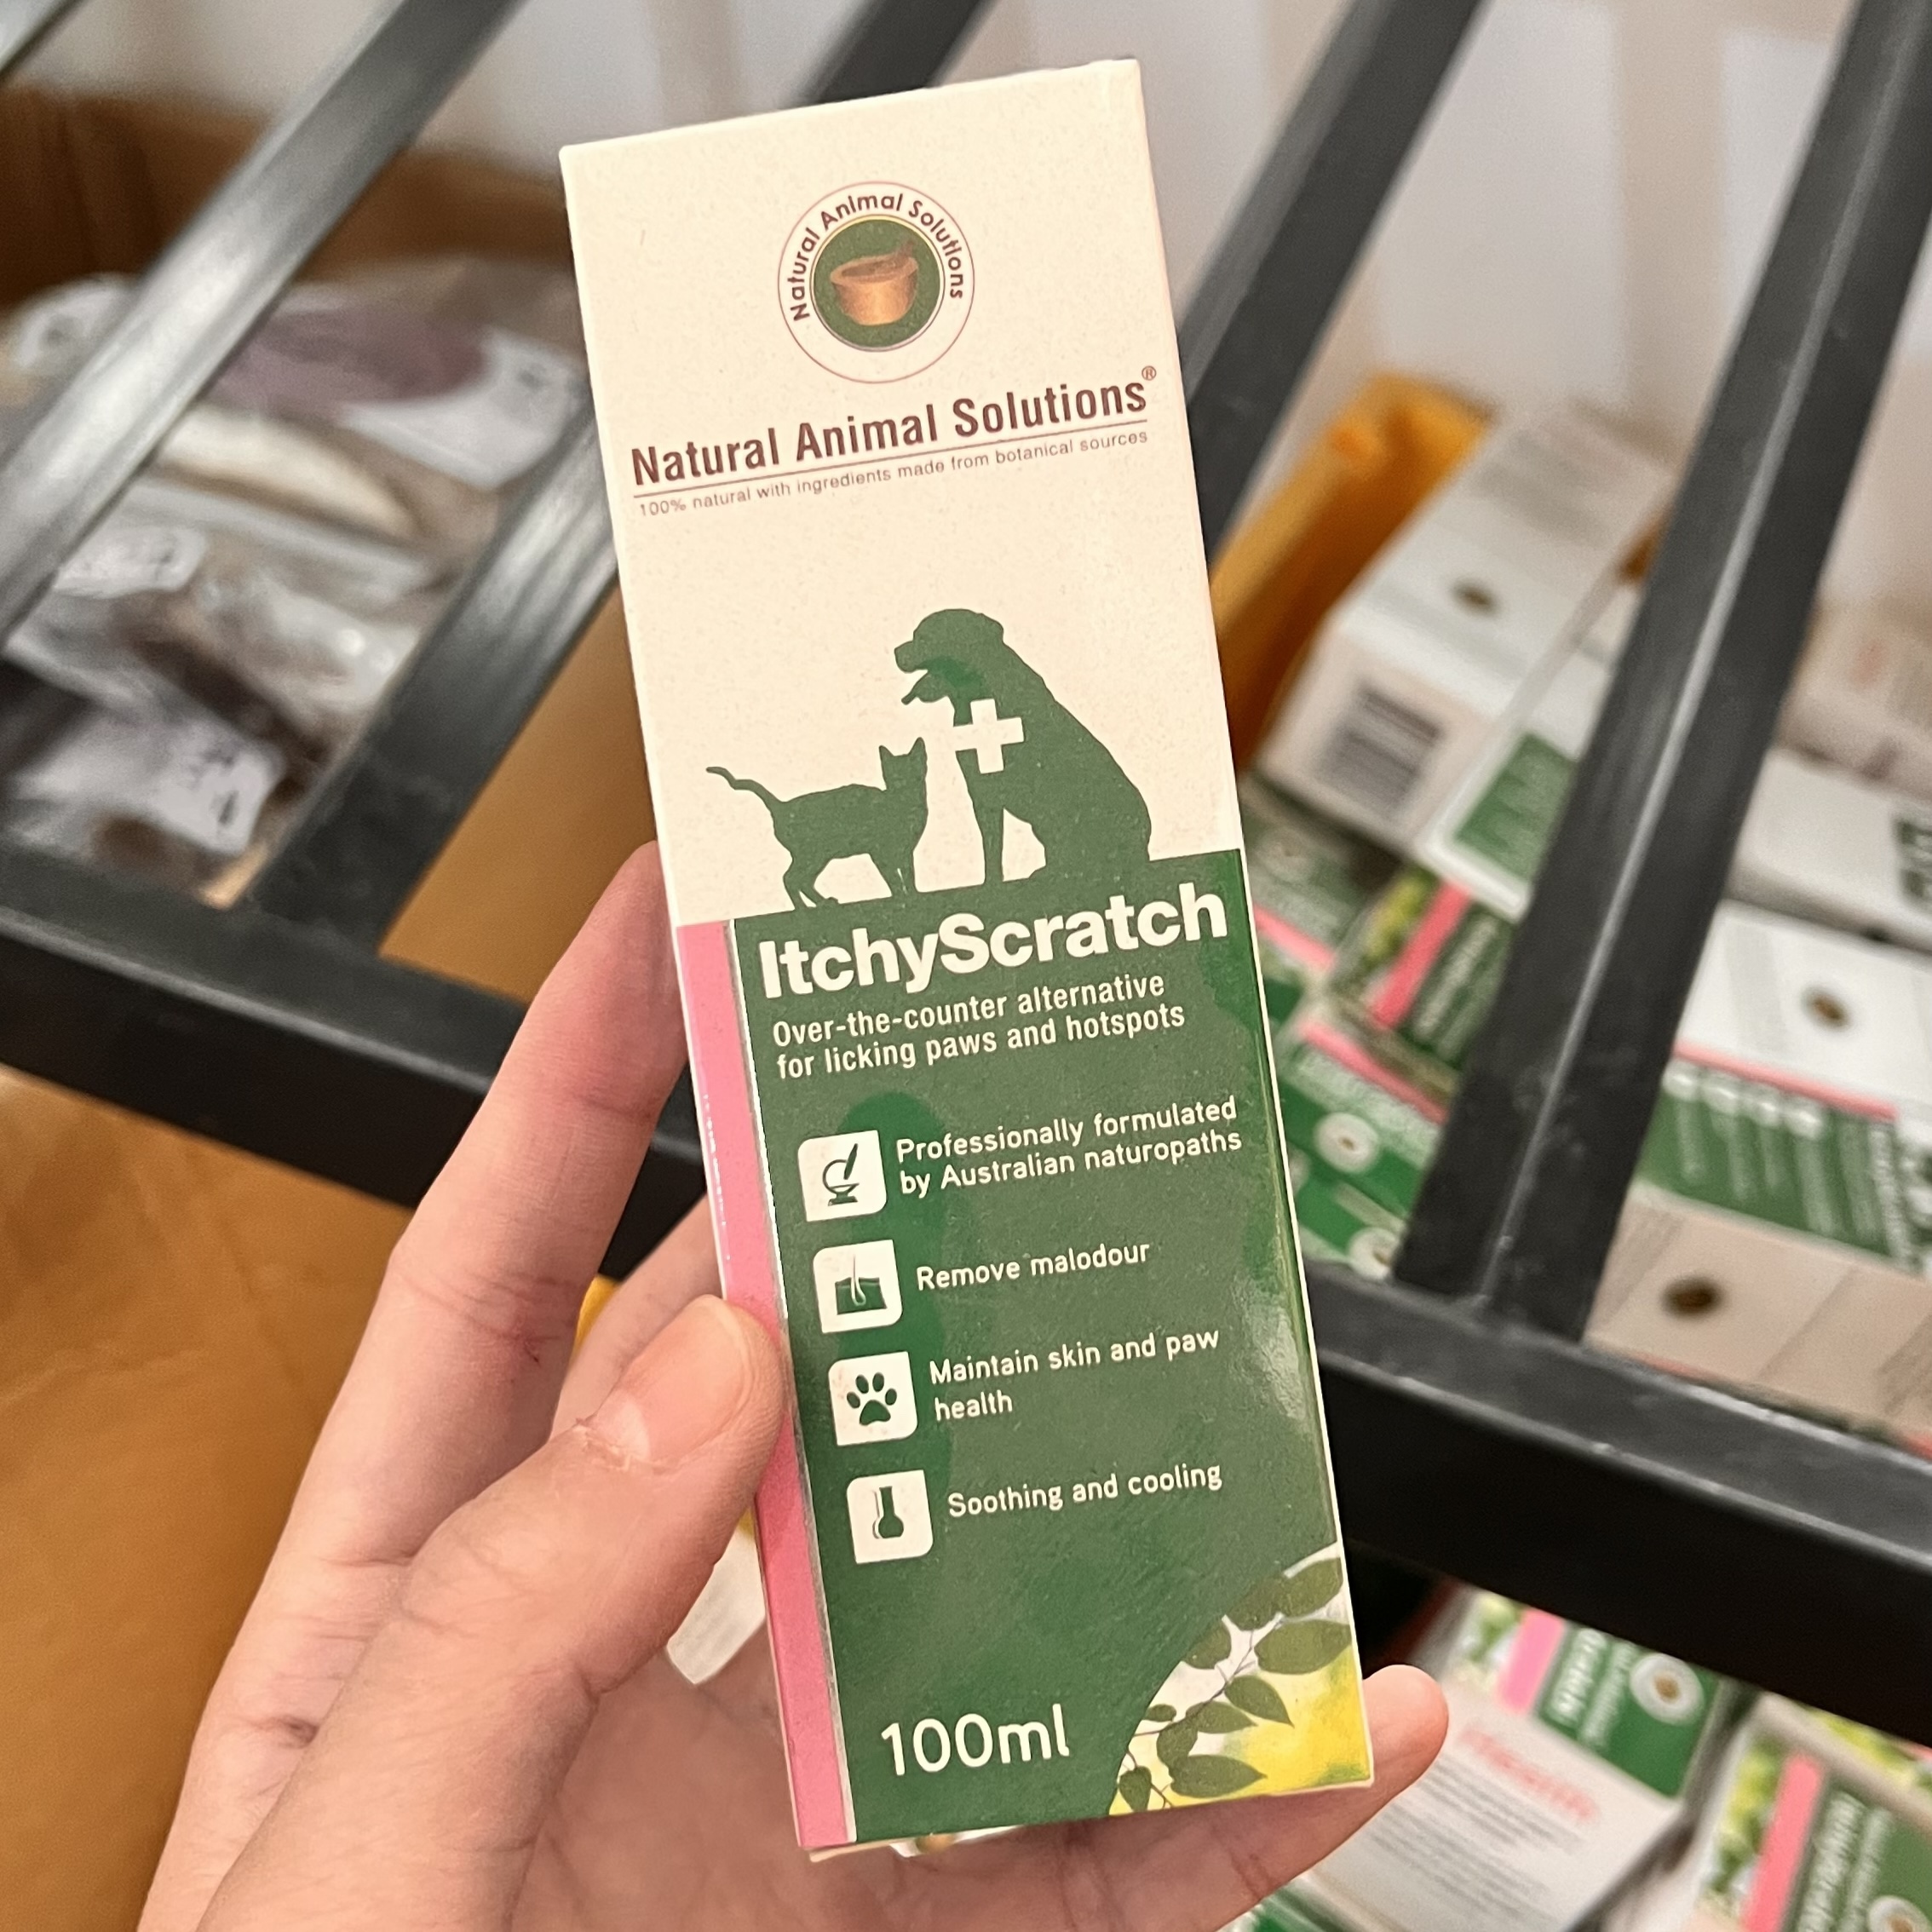 Natural Animal Solutions
Natural Animal Solutions®
100% natural with ingredients made from botanical sources
ItchyScratch
Over-the-counter alternative
for licking paws and hotspots
Professionally formulated
by Australian naturopaths
Remove malodour
Maintain skin and paw
health
Soothing and cooling
100ml